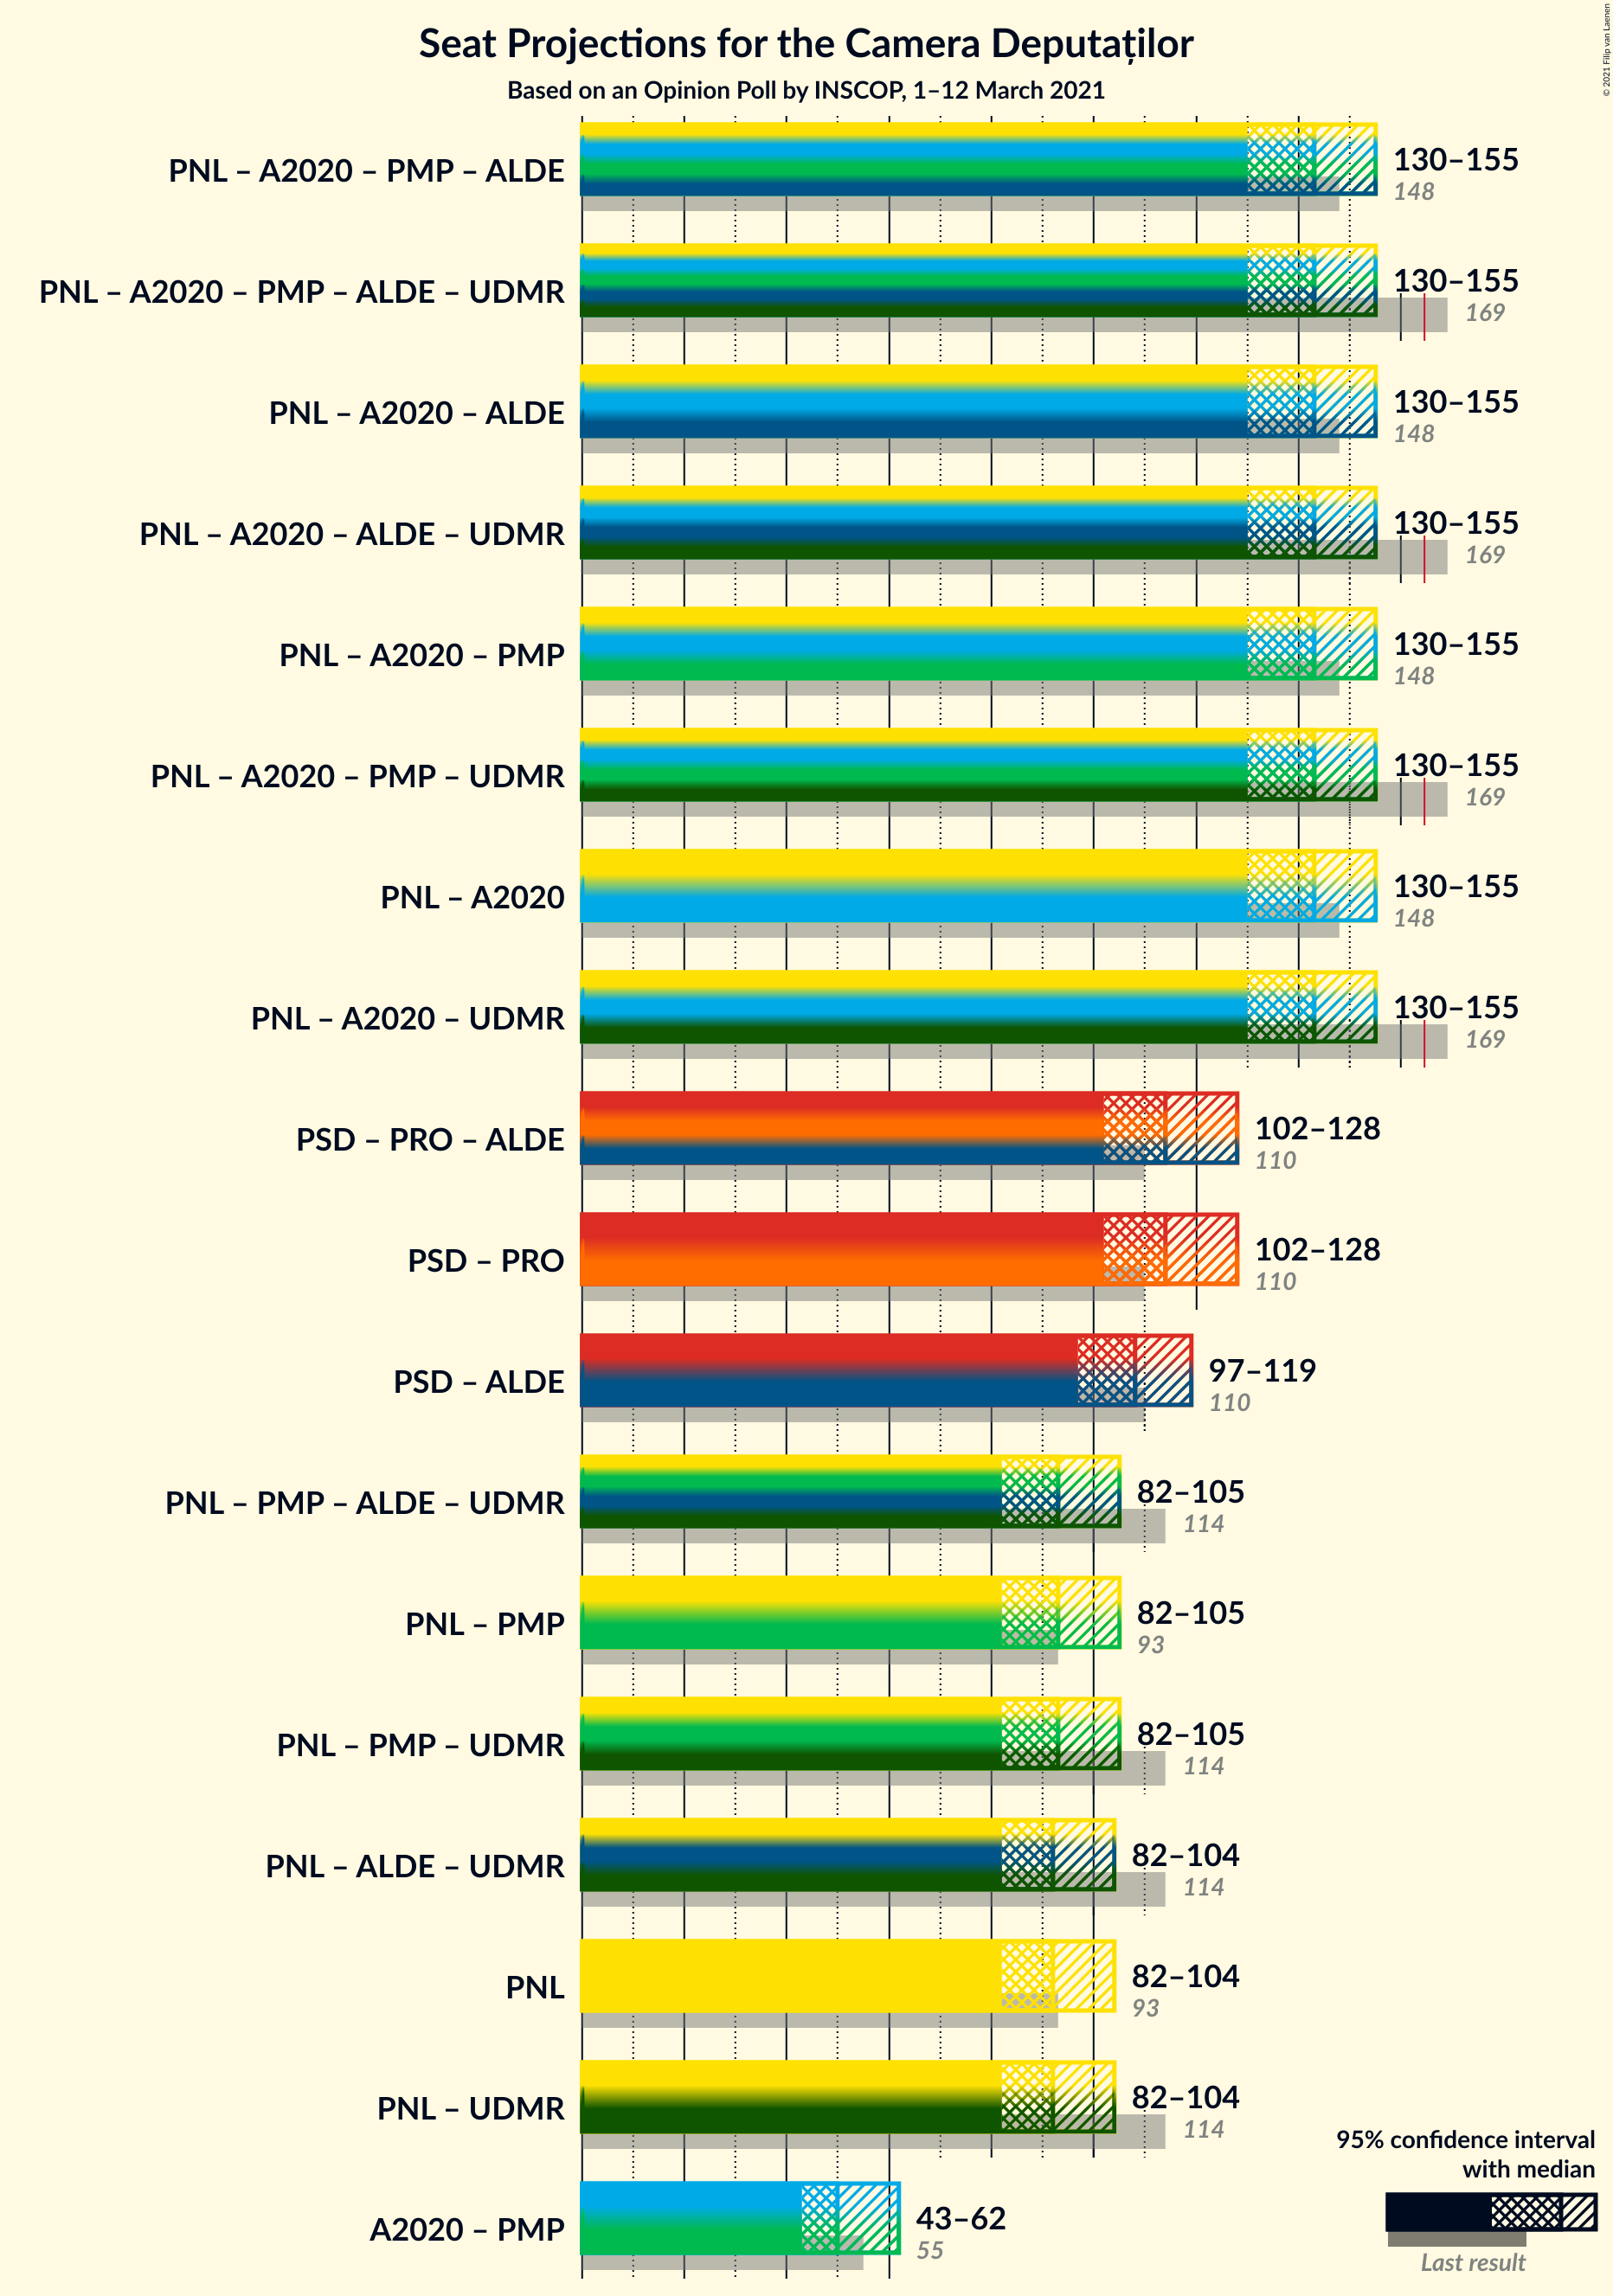 Seat Projections for the Camera Deputaților
Based on an Opinion Poll by INSCOP, 1–12 March 2021
© 2021 Filip van Laenen
PNL – A2020 – PMP – ALDE
130–155
148
PNL – A2020 – PMP – ALDE – UDMR
130–155
169
PNL – A2020 – ALDE
130–155
148
PNL – A2020 – ALDE – UDMR
130–155
169
PNL – A2020 – PMP
130–155
148
PNL – A2020 – PMP – UDMR
130–155
169
PNL – A2020
130–155
148
PNL – A2020 – UDMR
130–155
169
PSD – PRO – ALDE
102–128
110
PSD – PRO
102–128
110
PSD – ALDE
97–119
110
PNL – PMP – ALDE – UDMR
82–105
114
PNL – PMP
82–105
93
PNL – PMP – UDMR
82–105
114
PNL – ALDE – UDMR
82–104
114
PNL
82–104
93
PNL – UDMR
82–104
114
A2020 – PMP
43–62
55
95% confidence interval
with median
Last result